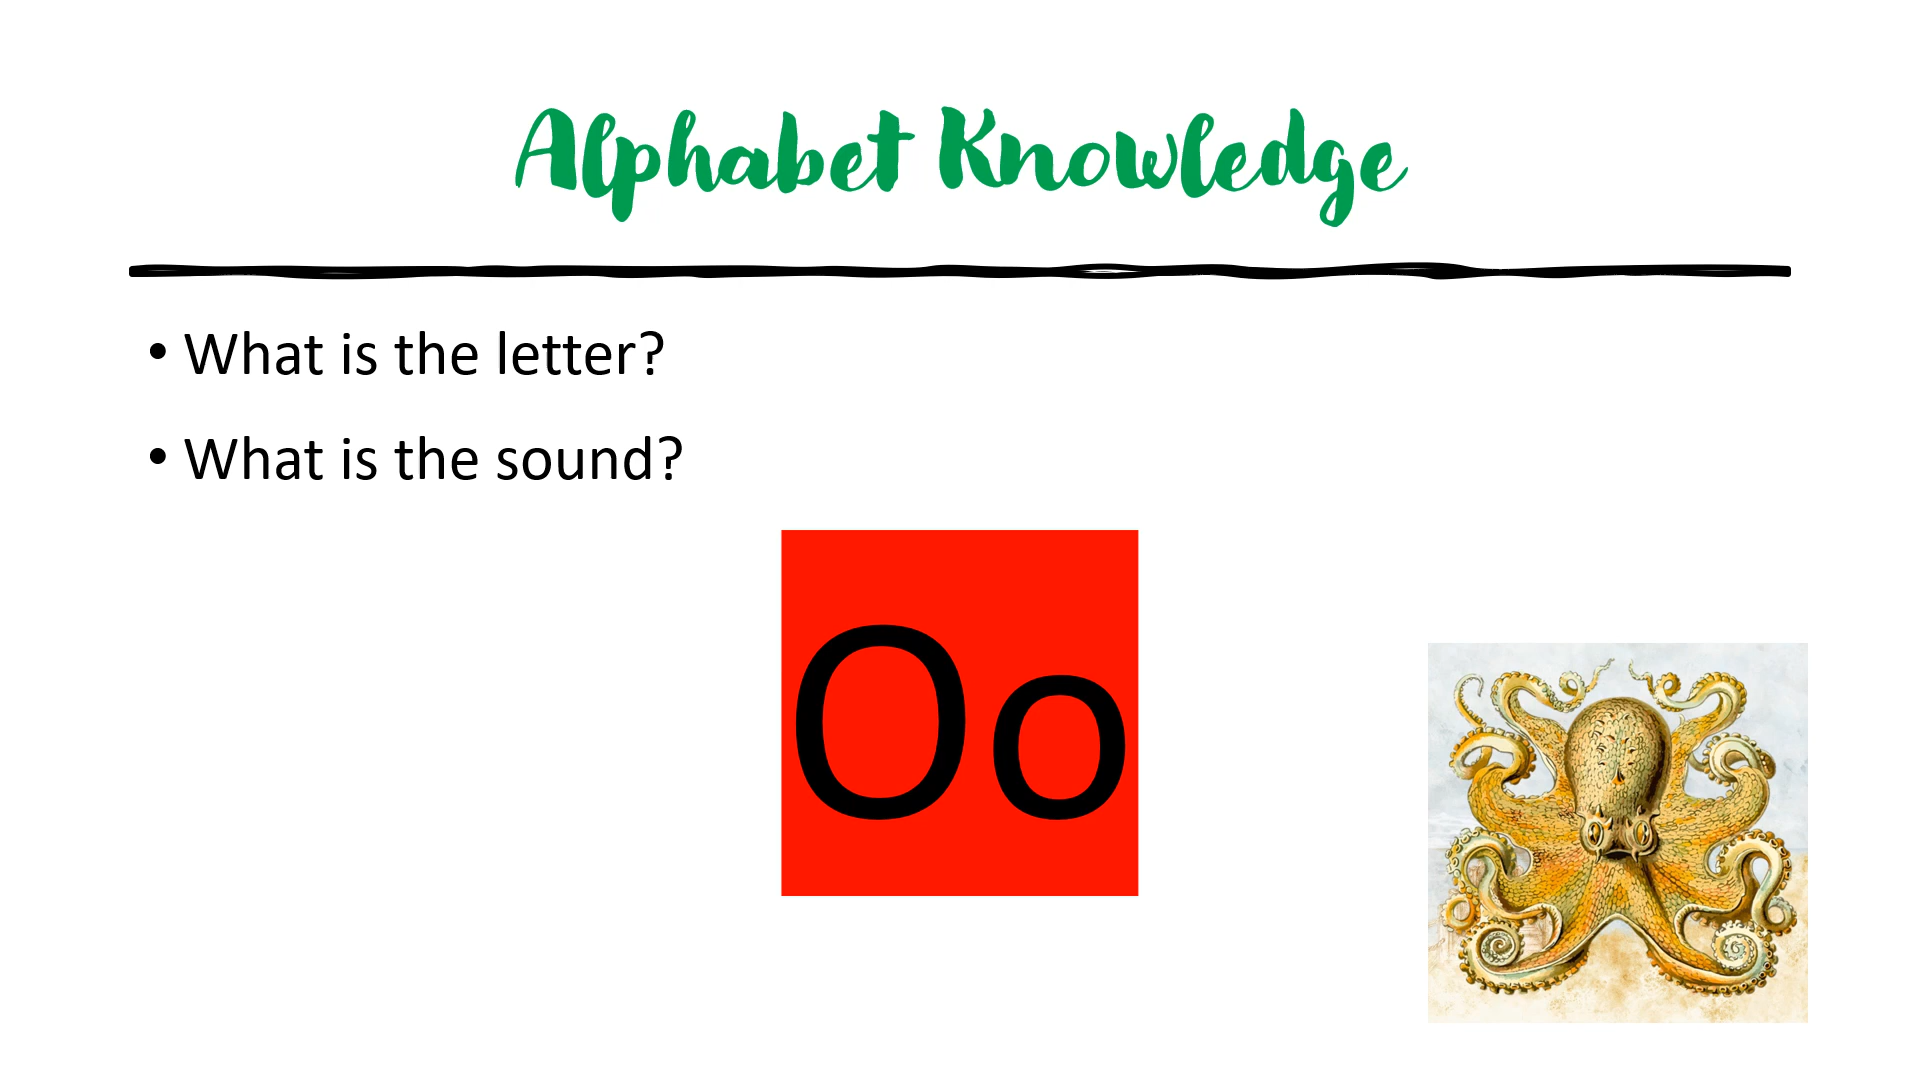 Alphabet Knowledge
• What is the letter?
• What is the sound?
Oo